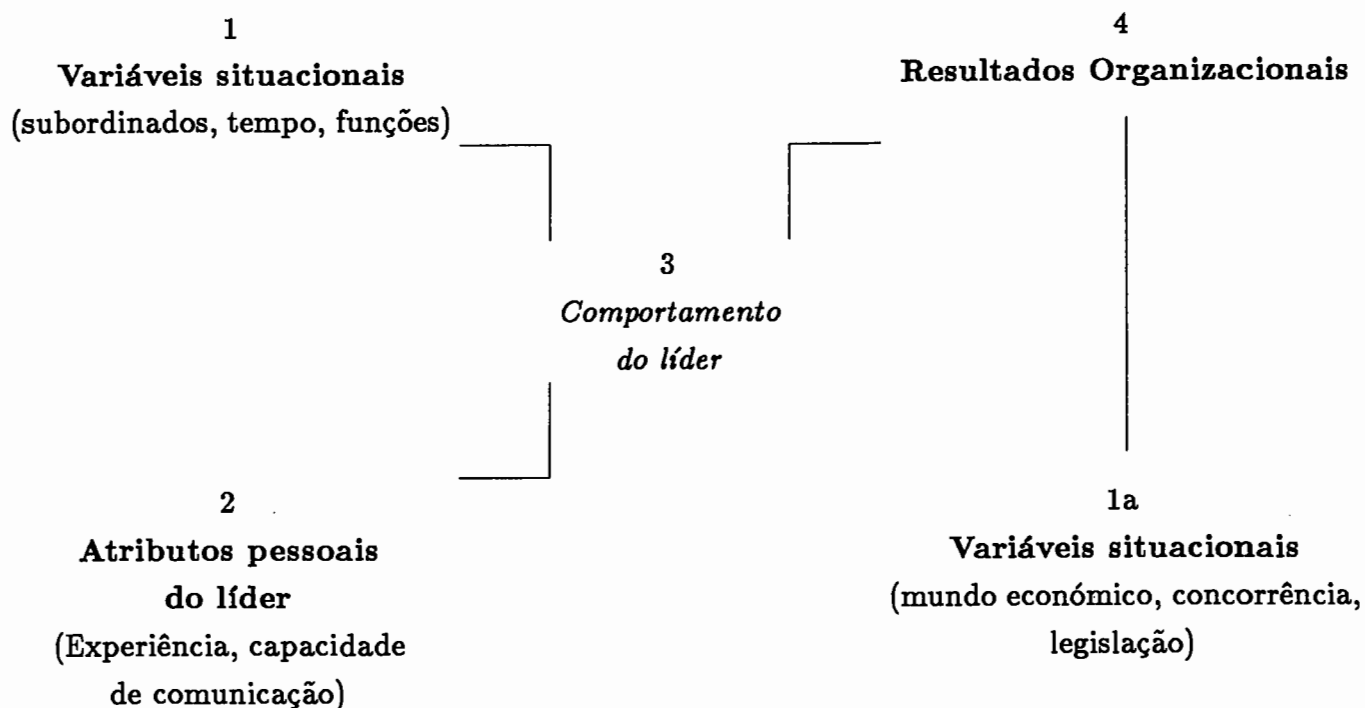 1
Variáveis situacionais
(subordinados, tempo, funções)
4
Resultados Organizacionais
3
Comportamento
do líder
2
Atributos pessoais
do líder
(Experiência, capacidade
de comunicação)
1a
Variáveis situacionais
(mundo económico, concorrência,
legislação)